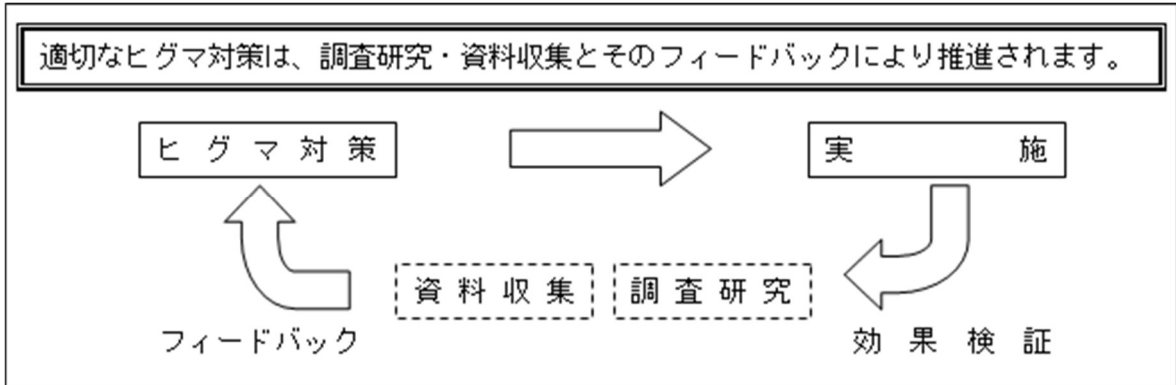 適切なヒグマ対策は、調査研究・資料収集とそのフィードバックにより推進されます。
ヒグマ対策
実施
資料収集
調査研究
フィードバック
効果検証